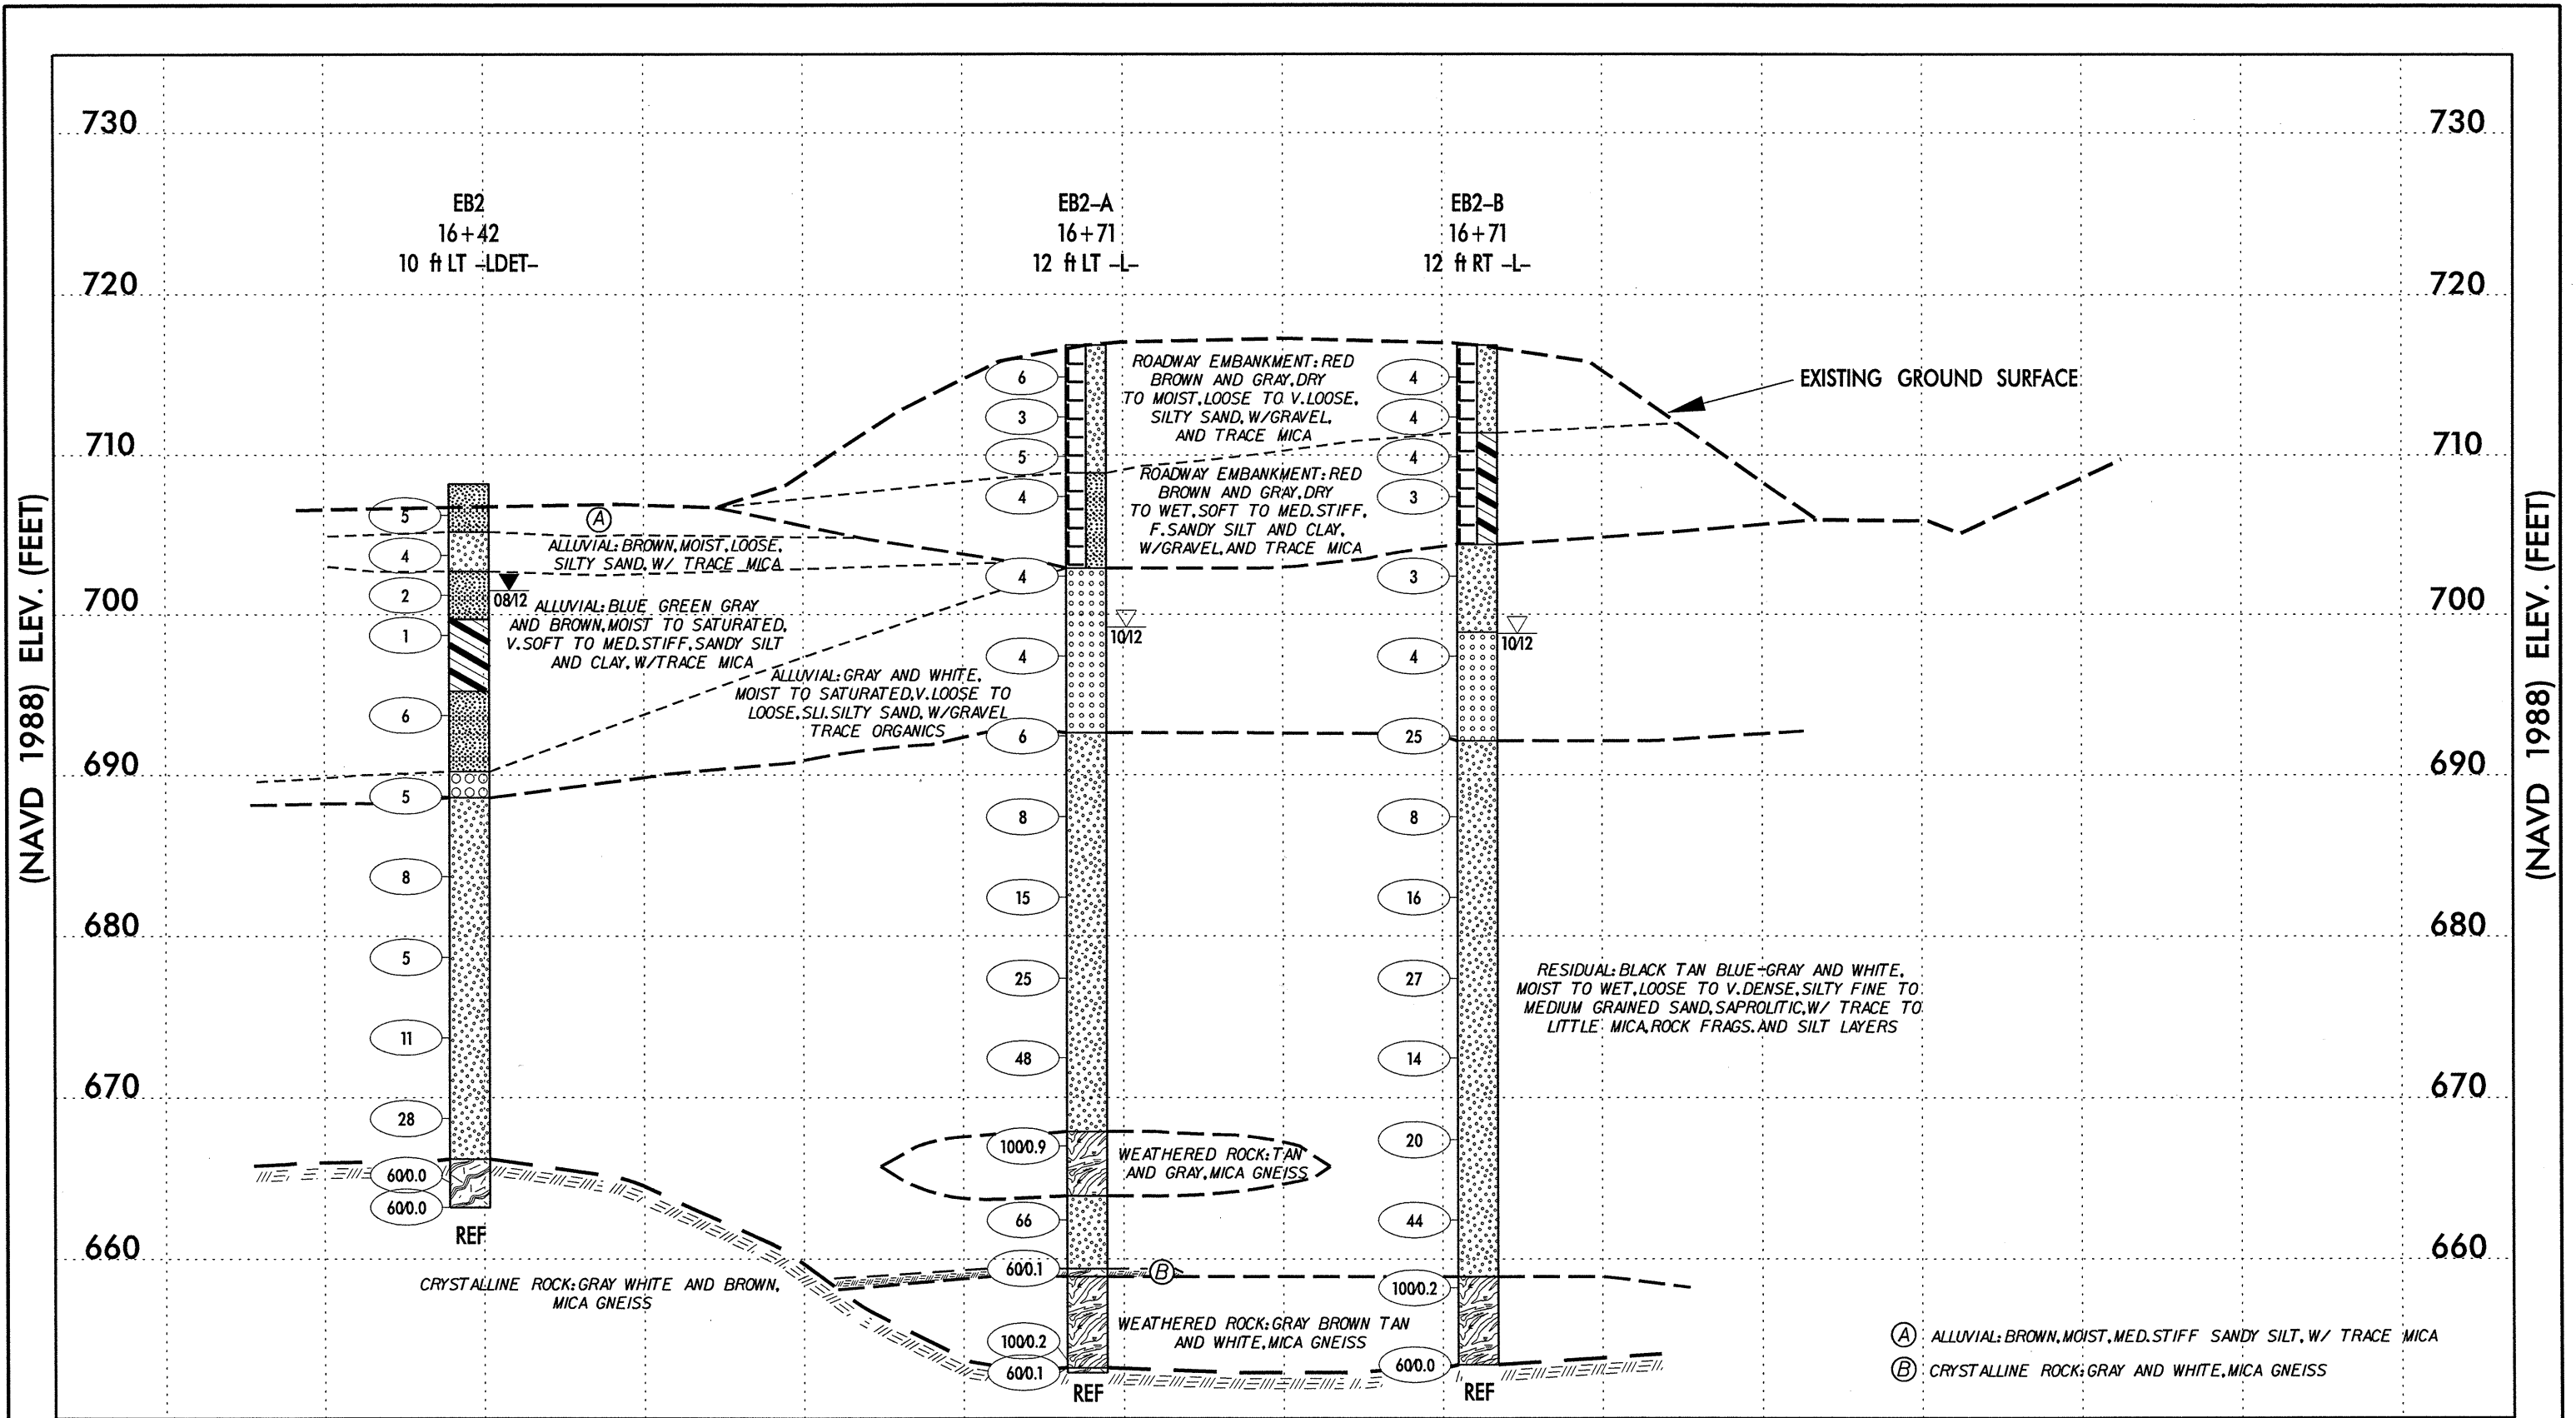 730
730
EB2
16+42
10 ft LT -LDET-
EB2-A
16+71
12 ft LT -L-
EB2-B
16+71
12 ft RT -L-
720
720
710
710
700
700
690
690
680
680
670
670
660
660
(NAVD 1988) ELEV. (FEET)
(NAVD 1988) ELEV. (FEET)
EXISTING GROUND SURFACE
ROADWAY EMBANKMENT: RED
BROWN AND GRAY, DRY
TO MOIST, LOOSE TO V. LOOSE,
SILTY SAND, W/GRAVEL,
AND TRACE MICA
ROADWAY EMBANKMENT: RED
BROWN AND GRAY, DRY
TO WET, SOFT TO MED. STIFF,
F. SANDY SILT AND CLAY,
W/GRAVEL, AND TRACE MICA
A
ALLUVIAL: BROWN, MOIST, LOOSE,
SILTY SAND, W/ TRACE MICA
08/12
ALLUVIAL: BLUE GREEN GRAY
AND BROWN, MOIST TO SATURATED,
V. SOFT TO MED. STIFF, SANDY SILT
AND CLAY, W/TRACE MICA
ALLUVIAL: GRAY AND WHITE,
MOIST TO SATURATED, V. LOOSE TO
LOOSE, SLI. SILTY SAND, W/GRAVEL
TRACE ORGANICS
10/12
10/12
5
4
2
1
6
5
8
5
11
28
60/0.0
60/0.0
REF
6
3
5
4
4
4
6
8
15
25
48
100/0.9
66
60/0.1
100/0.2
60/0.1
REF
4
4
4
3
3
4
25
8
16
27
14
20
44
100/0.2
60/0.0
REF
RESIDUAL: BLACK TAN BLUE-GRAY AND WHITE,
MOIST TO WET, LOOSE TO V. DENSE, SILTY FINE TO
MEDIUM GRAINED SAND, SAPROLITIC, W/ TRACE TO
LITTLE MICA, ROCK FRAGS. AND SILT LAYERS
WEATHERED ROCK: TAN
AND GRAY, MICA GNEISS
B
CRYSTALLINE ROCK: GRAY WHITE AND BROWN,
MICA GNEISS
WEATHERED ROCK: GRAY BROWN TAN
AND WHITE, MICA GNEISS
A ALLUVIAL: BROWN, MOIST, MED. STIFF SANDY SILT, W/ TRACE MICA
B CRYSTALLINE ROCK: GRAY AND WHITE, MICA GNEISS